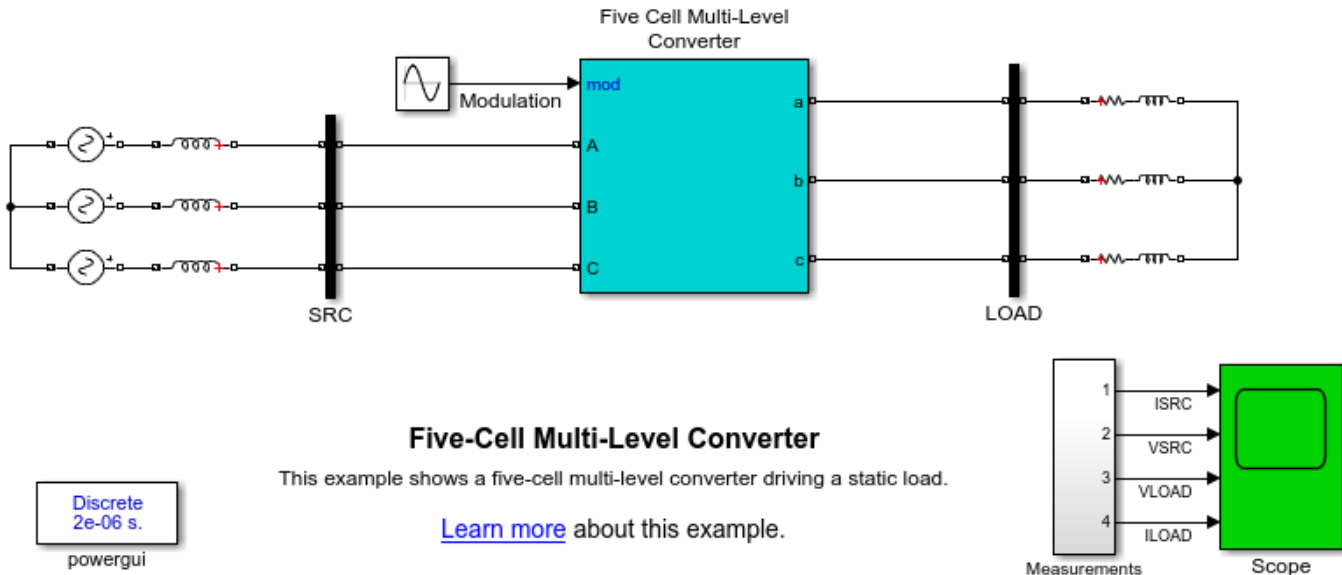 Five Cell Multi-Level
Converter
mod
Modulation
a
A
b
B
c
C
SRC
LOAD
1
ISRC
2
VSRC
3
VLOAD
4
ILOAD
Measurements
Scope
Five-Cell Multi-Level Converter
This example shows a five-cell multi-level converter driving a static load.
Learn more about this example.
Discrete
2e-06 s.
powergui